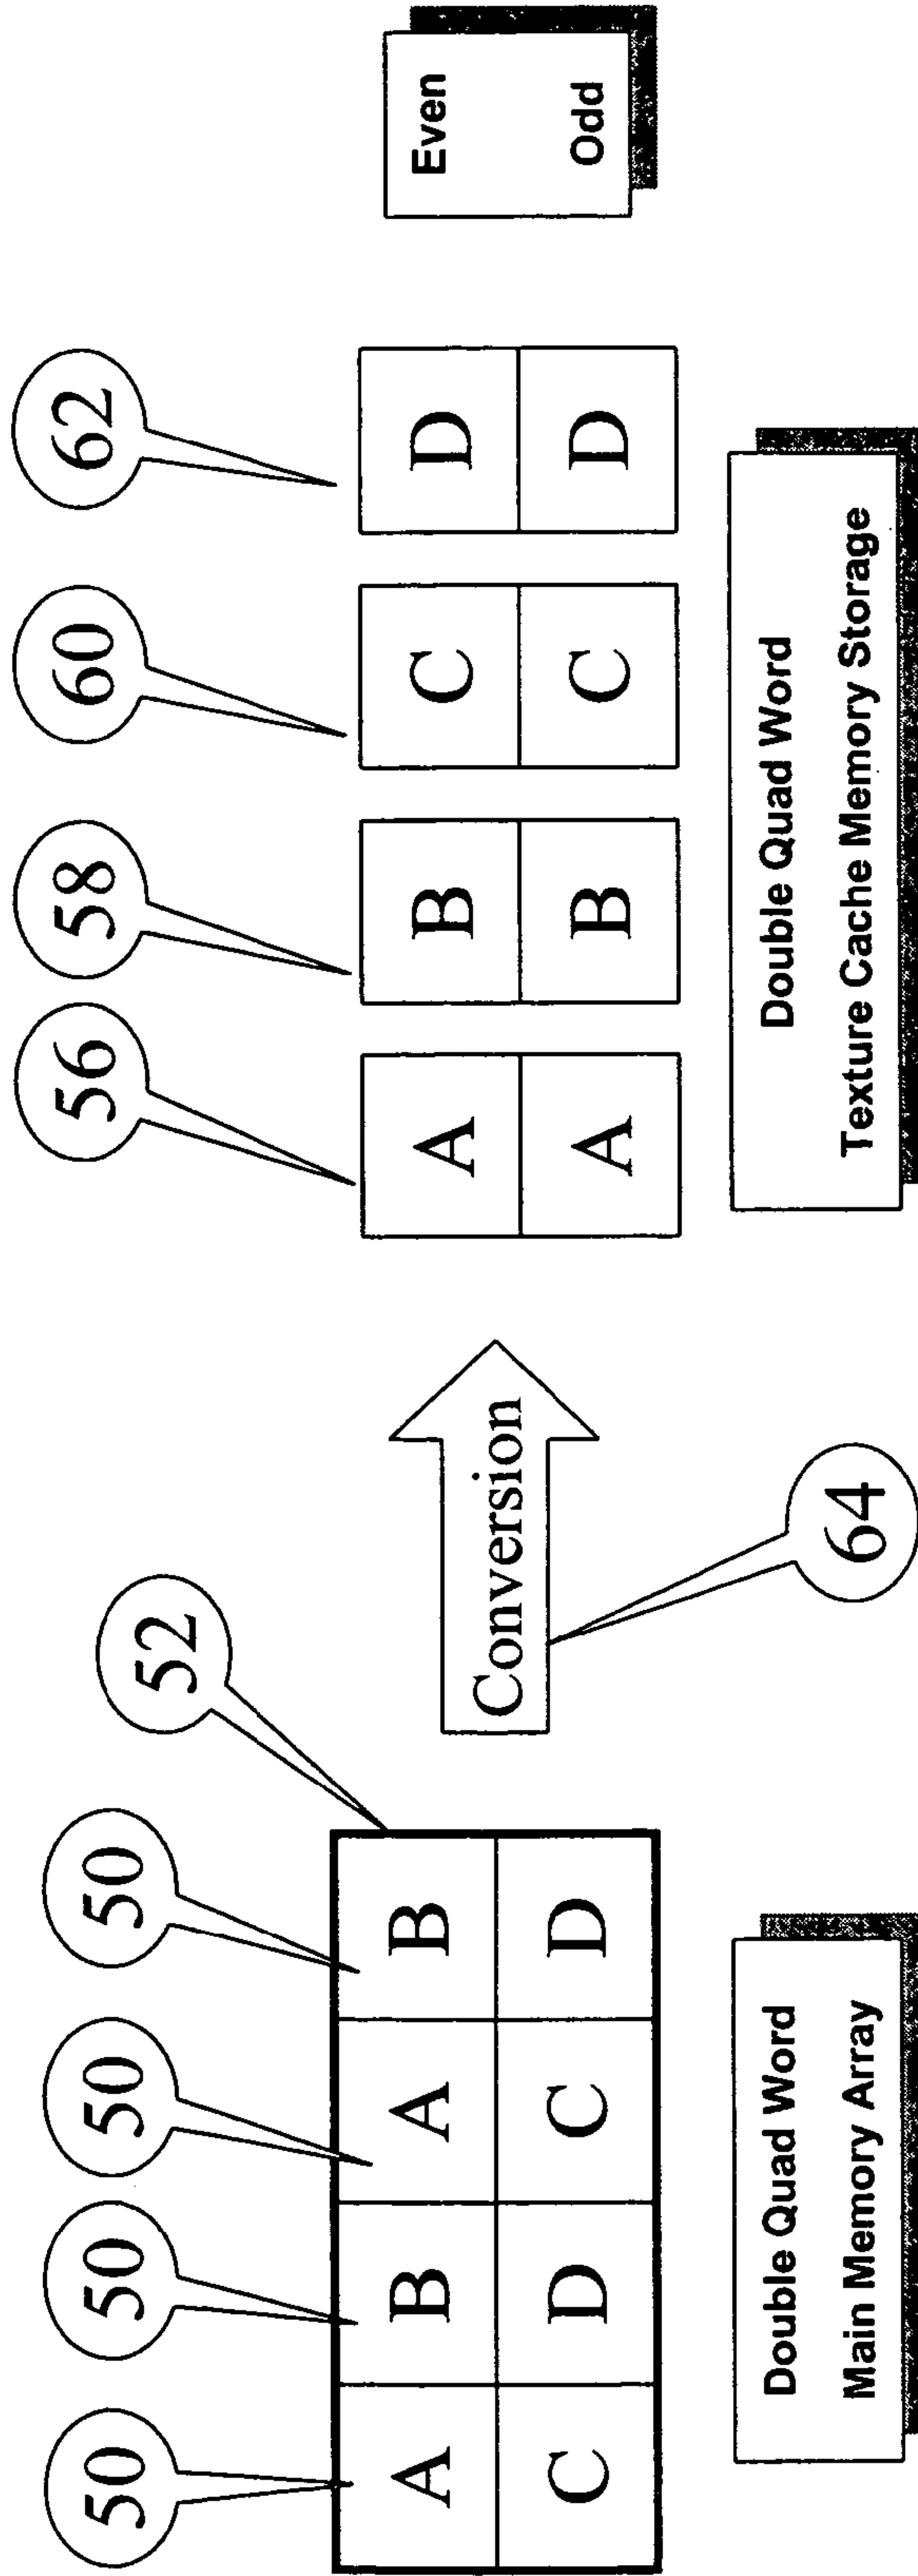 50 50 50 50 52 56 58 60 62
A B A B
C D C D
Conversion
64
A B C D
A B C D
Even
Odd
Double Quad Word
Main Memory Array
Double Quad Word
Texture Cache Memory Storage